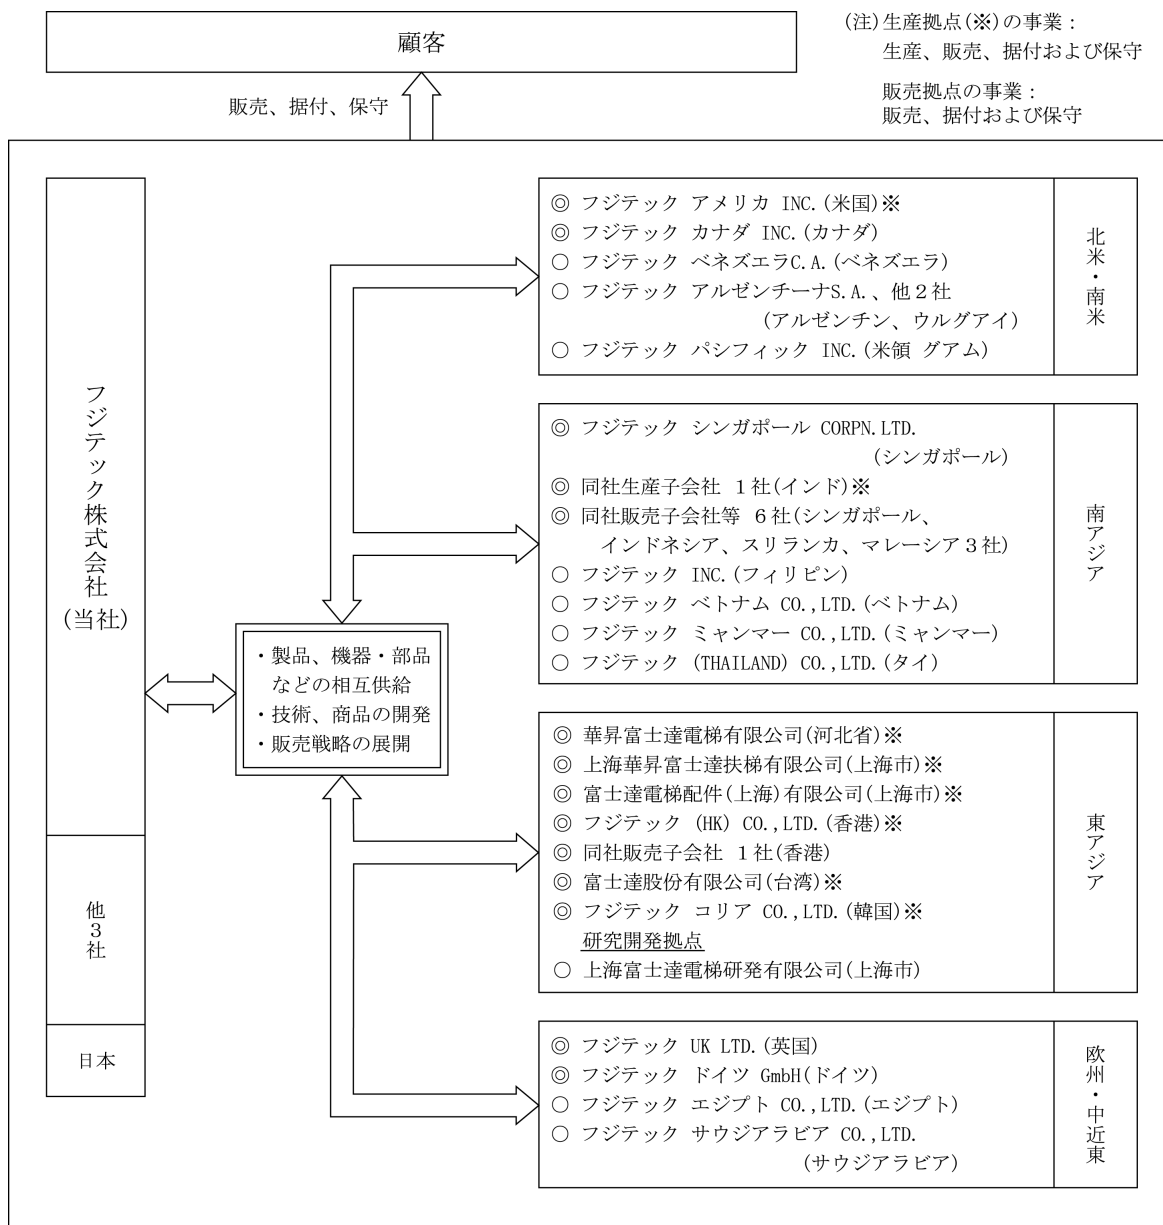 顧客
(注)生産拠点(※)の事業：
生産、販売、据付および保守
販売拠点の事業：
販売、据付および保守
販売、据付、保守
フジテック株式会社
(当社)
他3社
日本
・製品、機器・部品
などの相互供給
・技術、商品の開発
・販売戦略の展開
◎ フジテック アメリカ INC.(米国)※
◎ フジテック カナダ INC.(カナダ)
○ フジテック ベネズエラC.A.(ベネズエラ)
○ フジテック アルゼンチーナS.A.、他2社
(アルゼンチン、ウルグアイ)
○ フジテック パシフィック INC.(米領 グアム)
北米・南米
◎ フジテック シンガポール CORPN.LTD.
(シンガポール)
◎ 同社生産子会社 1社(インド)※
◎ 同社販売子会社等 6社(シンガポール、
インドネシア、スリランカ、マレーシア3社)
○ フジテック INC.(フィリピン)
○ フジテック ベトナム CO.,LTD.(ベトナム)
○ フジテック ミャンマー CO.,LTD.(ミャンマー)
○ フジテック (THAILAND) CO.,LTD.(タイ)
南アジア
◎ 華昇富士達電梯有限公司(河北省)※
◎ 上海華昇富士達扶梯有限公司(上海市)※
◎ 富士達電梯配件(上海)有限公司(上海市)※
◎ フジテック (HK) CO.,LTD.(香港)※
◎ 同社販売子会社 1社(香港)
◎ 富士達股份有限公司(台湾)※
◎ フジテック コリア CO.,LTD.(韓国)※
研究開発拠点
○ 上海富士達電梯研発有限公司(上海市)
東アジア
◎ フジテック UK LTD.(英国)
◎ フジテック ドイツ GmbH(ドイツ)
○ フジテック エジプト CO.,LTD.(エジプト)
○ フジテック サウジアラビア CO.,LTD.
(サウジアラビア)
欧州・中近東